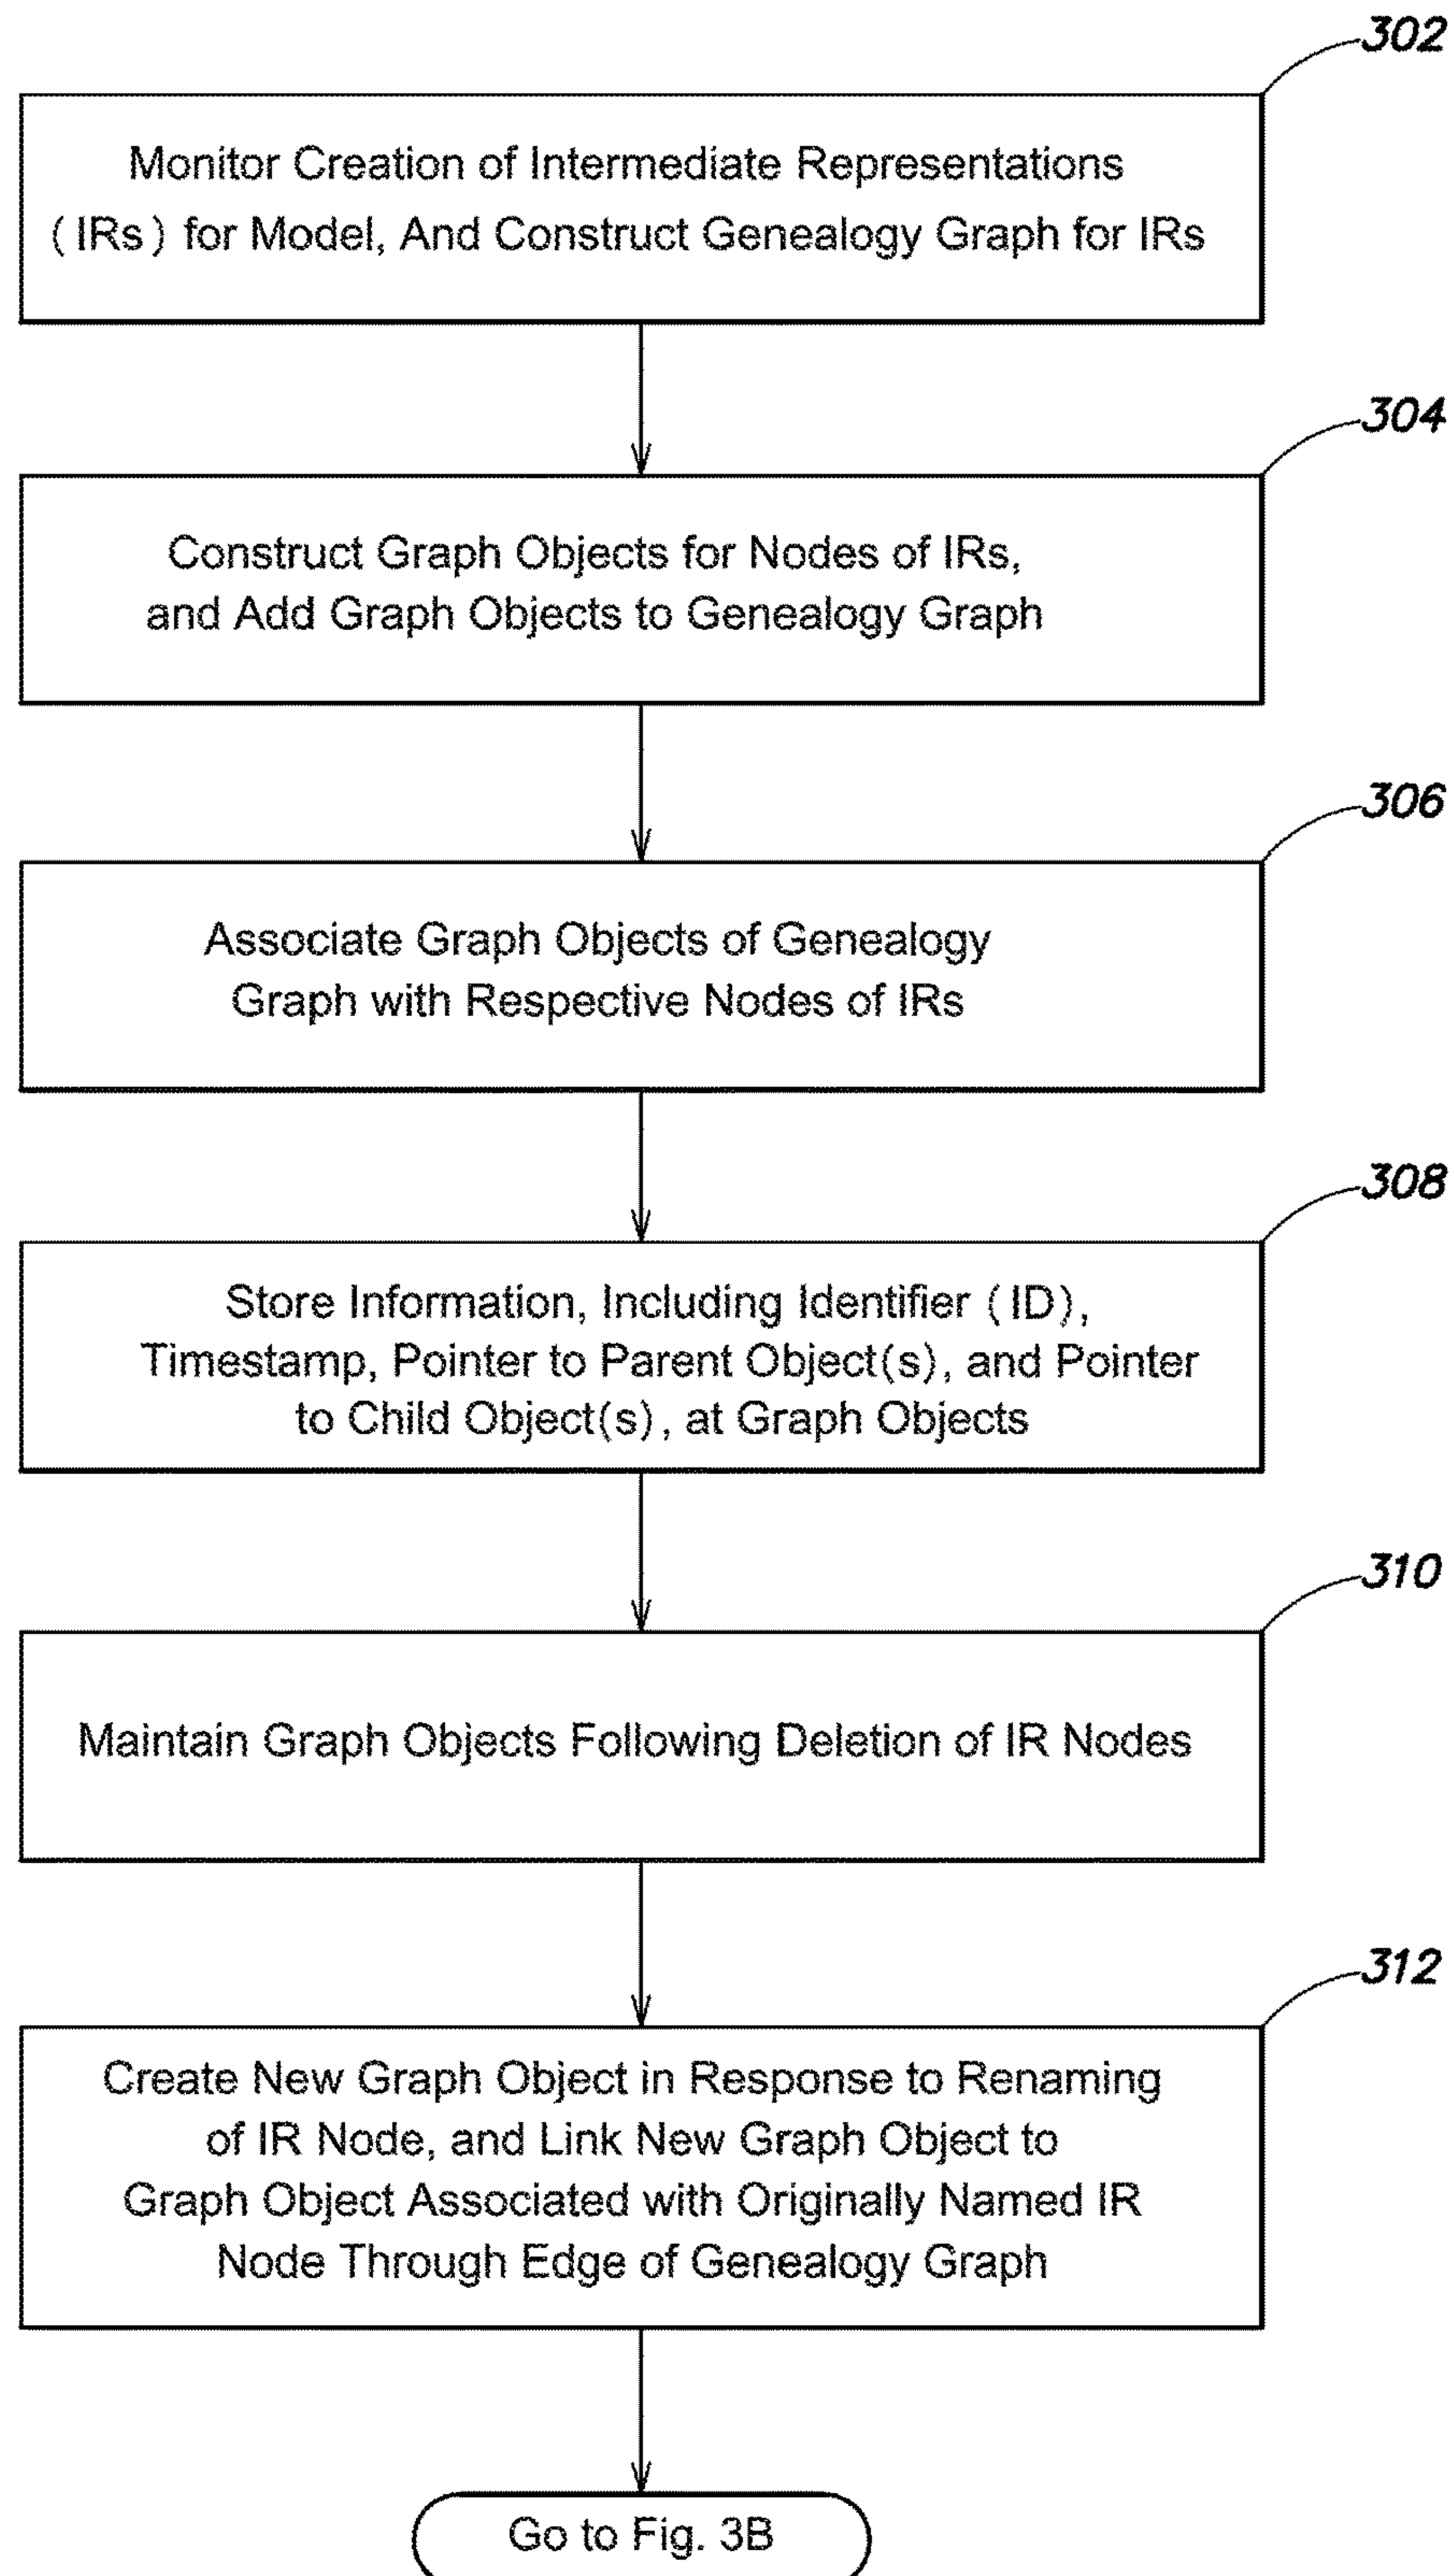 302
Monitor Creation of Intermediate Representations
(IRs) for Model, And Construct Genealogy Graph for IRs
304
Construct Graph Objects for Nodes of IRs,
and Add Graph Objects to Genealogy Graph
306
Associate Graph Objects of Genealogy
Graph with Respective Nodes of IRs
308
Store Information, Including Identifier (ID),
Timestamp, Pointer to Parent Object(s), and Pointer
to Child Object(s), at Graph Objects
310
Maintain Graph Objects Following Deletion of IR Nodes
312
Create New Graph Object in Response to Renaming
of IR Node, and Link New Graph Object to
Graph Object Associated with Originally Named IR
Node Through Edge of Genealogy Graph
Go to Fig. 3B